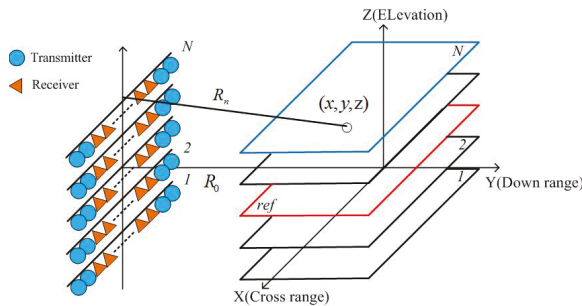 Z(ELevation)
N
Transmitter
Receiver
N
R_n
(x,y,z)
2
2
1
R_0
1
Y(Down range)
ref
X(Cross range)